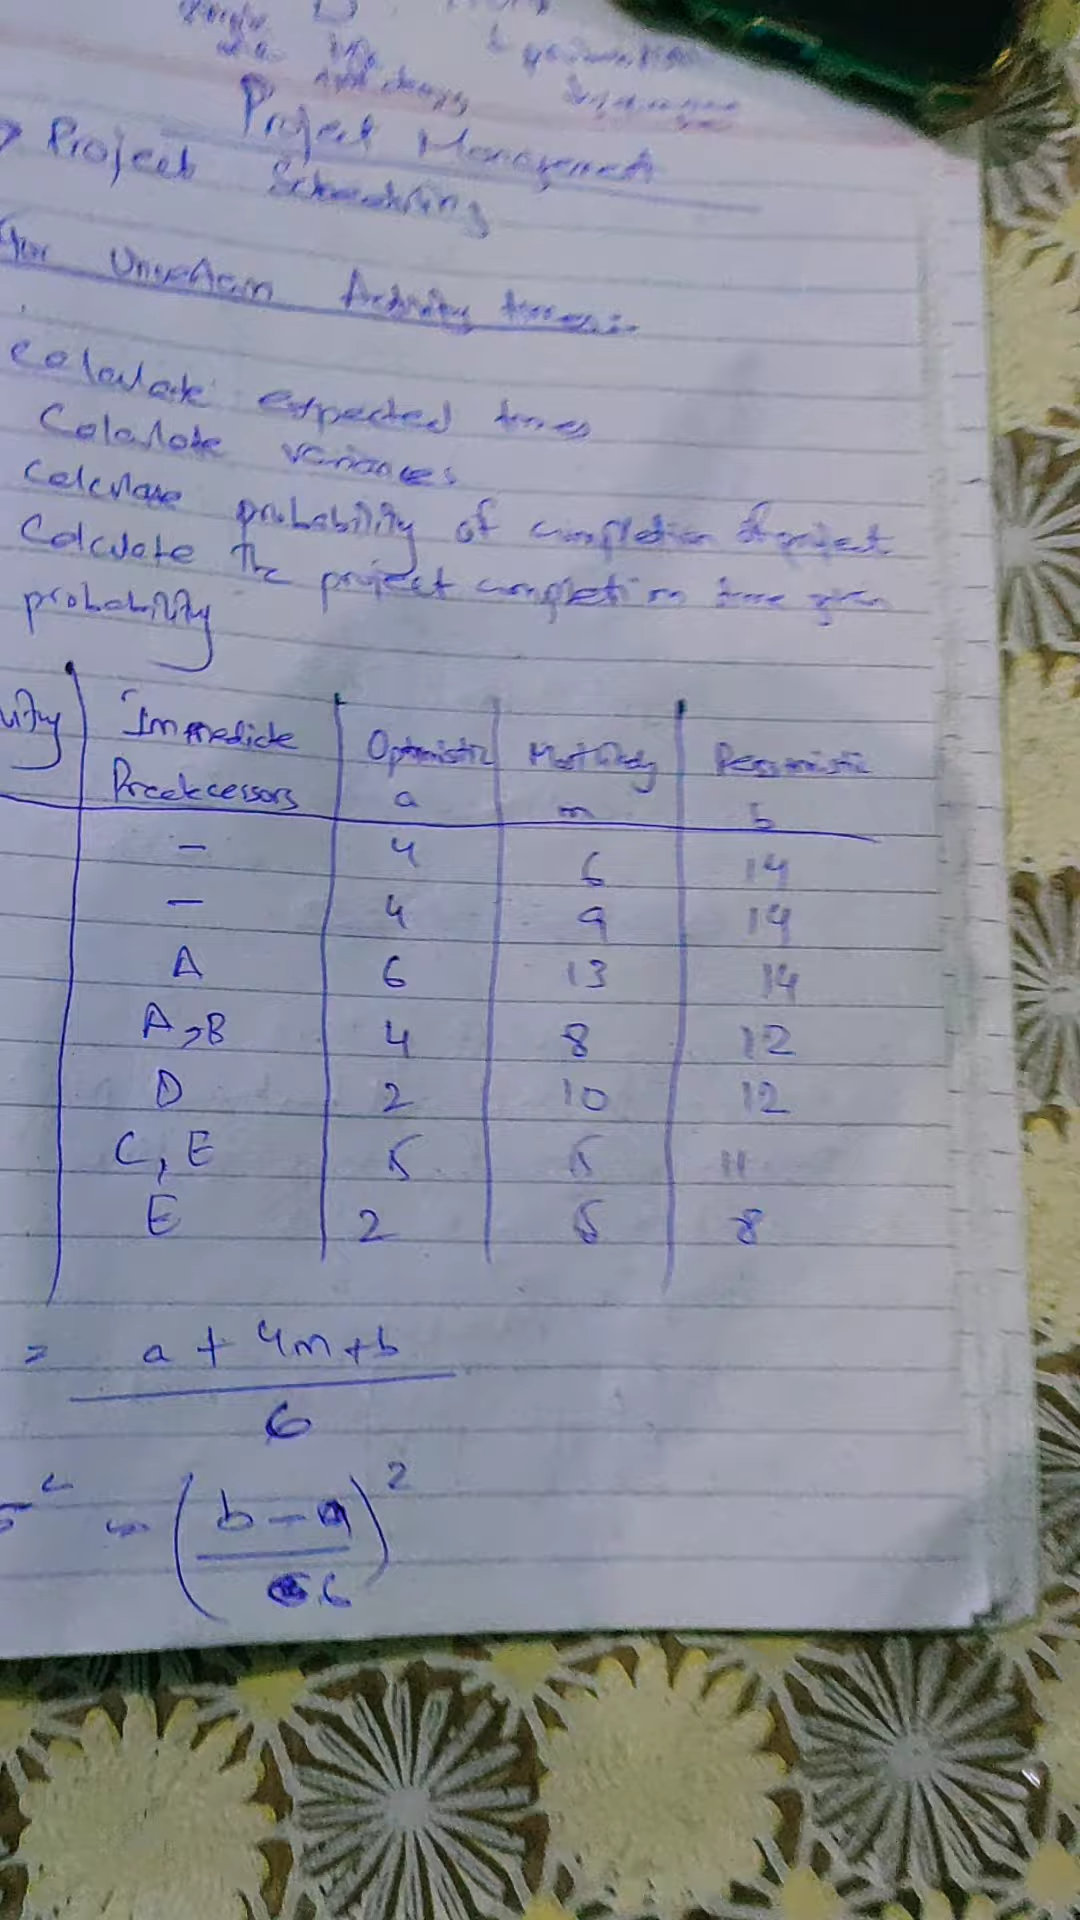 Project Management
Project Scheduling
for Uncertain Activity times:-
Calculate expected times
Calculate variances
Calculate probability of completion of project
Calculate the project completion time given
probability
Immediate Optimistic Most likely Pessimistic
Predecessors a m b
- 4 6 14
- 4 9 14
A 6 13 14
A,B 4 8 12
D 2 10 12
C, E 5 5 11
E 2 5 8
= a + 4m + b
6
2 = (b - a)2
6